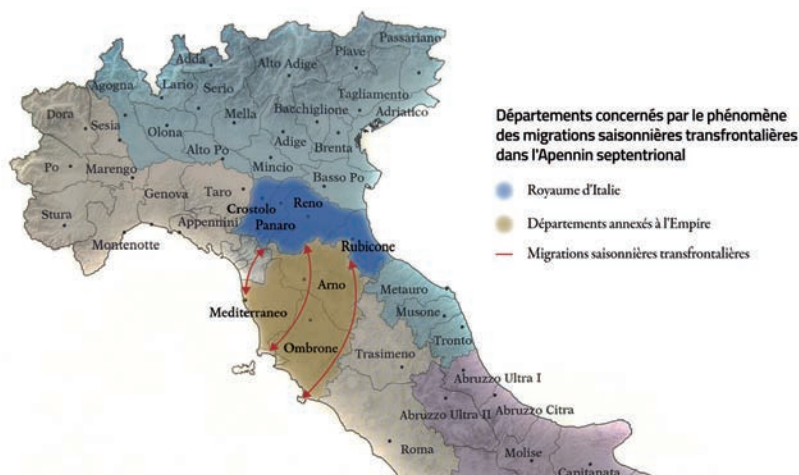 Passariano
Adda
Alto Adige
Piave
Agogna
Lario
Serio
Tagliamento
Dora
Sesia
Mella
Bacchiglione
Adriatico
Olona
Adige
Brenta
Alto Po
Po
Marengo
Mincio
Basso Po
Genova
Taro
Crostolo
Reno
Stura
Appennini
Panaro
Montenotte
Rubicone
Arno
Metauro
Mediterraneo
Musone
Ombrone
Trasimeno
Tronto
Abruzzo Ultra I
Abruzzo Ultra II
Abruzzo Citra
Roma
Molise
Capitanata
Départements concernés par le phénomène
des migrations saisonnières transfrontalières
dans l'Apennin septentrional
Royaume d'Italie
Départements annexés à l'Empire
Migrations saisonnières transfrontalières